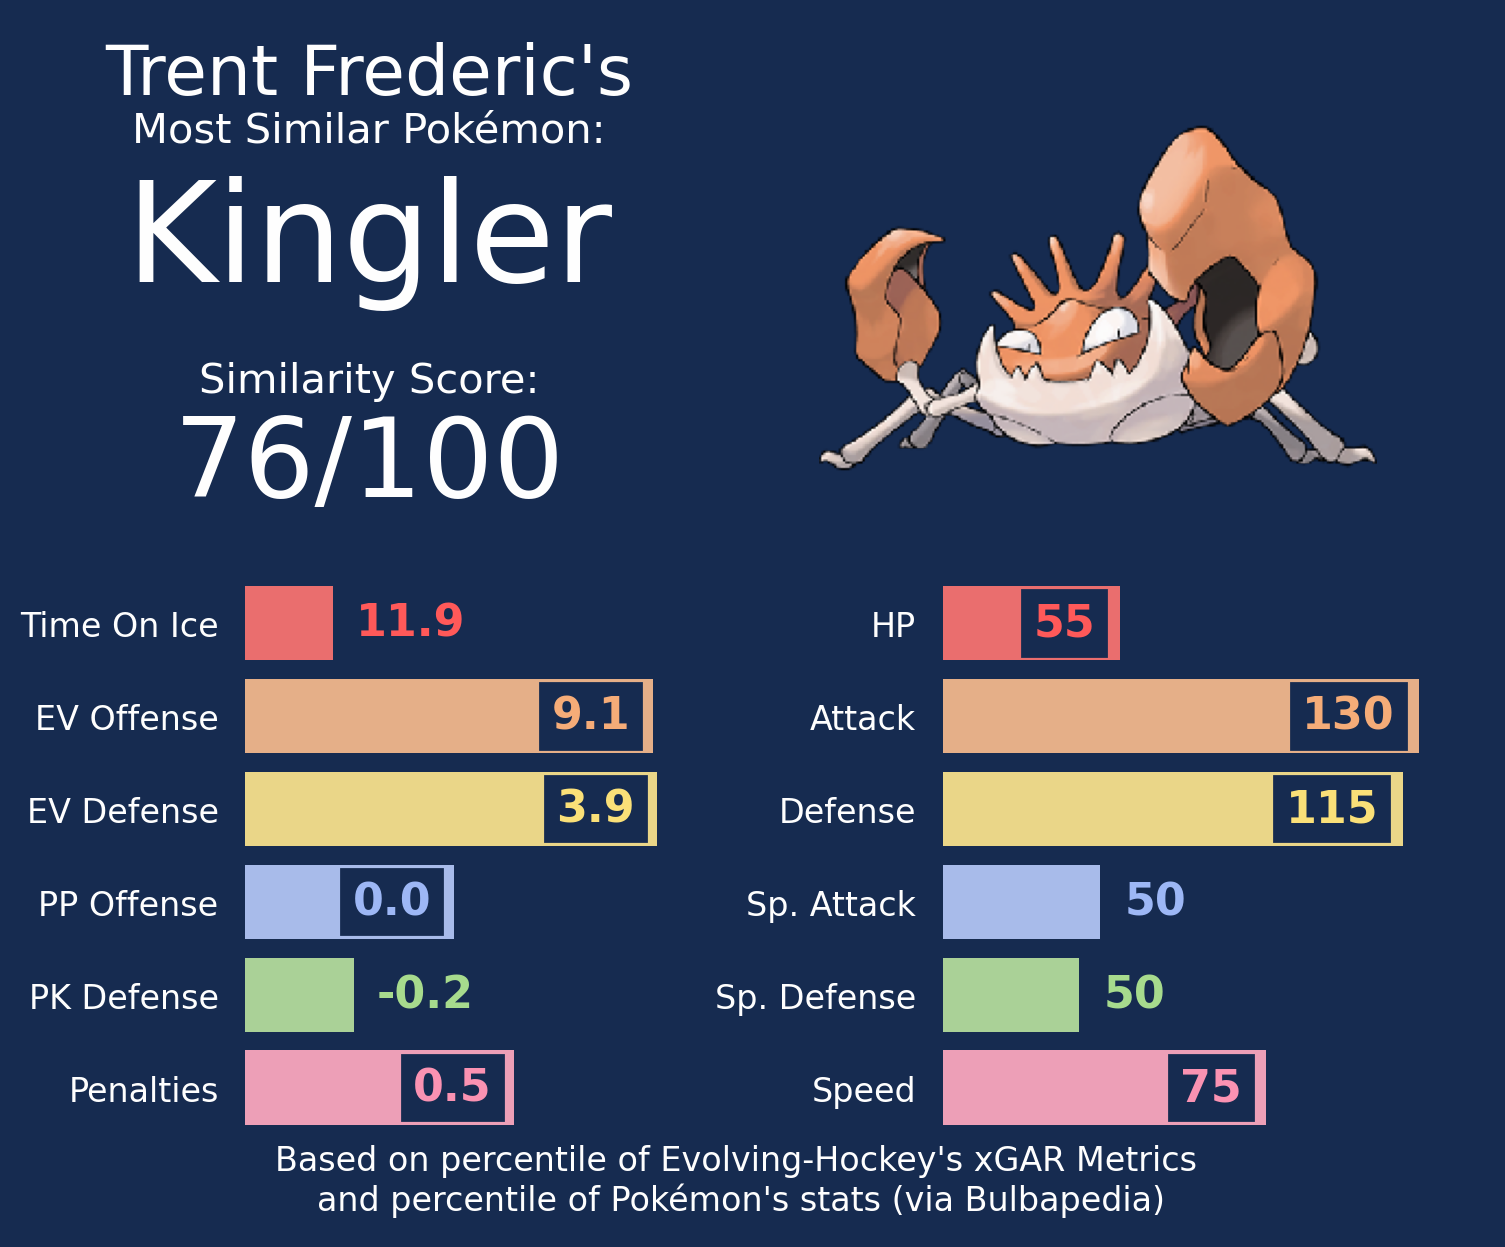 Trent Frederic's
Most Similar Pokémon:
Kingler
Similarity Score:
76/100
Time On Ice 11.9
EV Offense 9.1
EV Defense 3.9
PP Offense 0.0
PK Defense -0.2
Penalties 0.5
HP 55
Attack 130
Defense 115
Sp. Attack 50
Sp. Defense 50
Speed 75
Based on percentile of Evolving-Hockey's xGAR Metrics
and percentile of Pokémon's stats (via Bulbapedia)